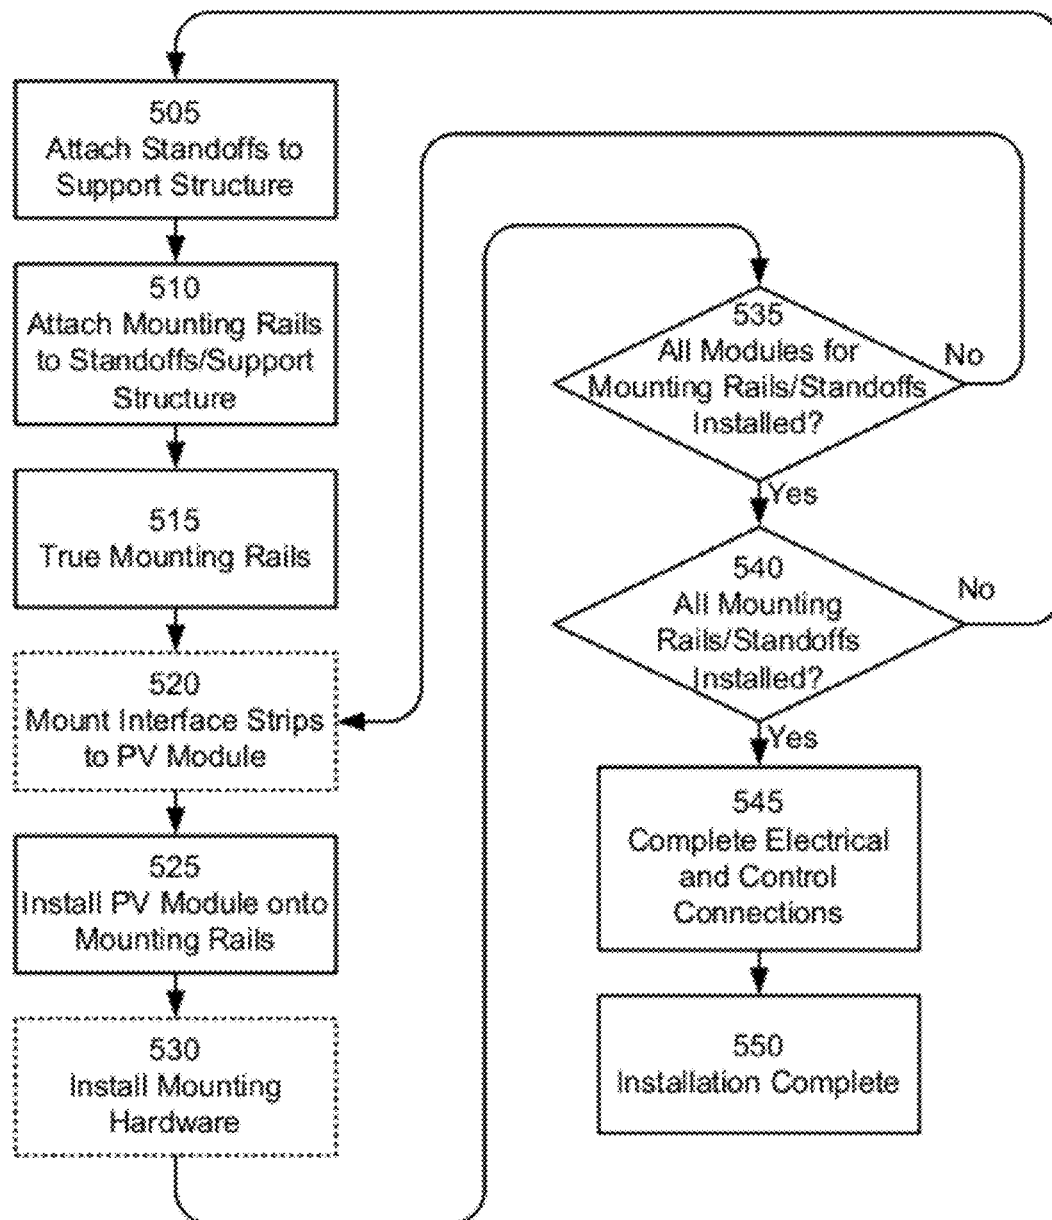 505
Attach Standoffs to
Support Structure
510
Attach Mounting Rails
to Standoffs/Support
Structure
515
True Mounting Rails
520
Mount Interface Strips
to PV Module
525
Install PV Module onto
Mounting Rails
530
Install Mounting
Hardware
535
All Modules for
Mounting Rails/Standoffs
Installed?
No
Yes
540
All Mounting
Rails/Standoffs
Installed?
No
Yes
545
Complete Electrical
and Control
Connections
550
Installation Complete